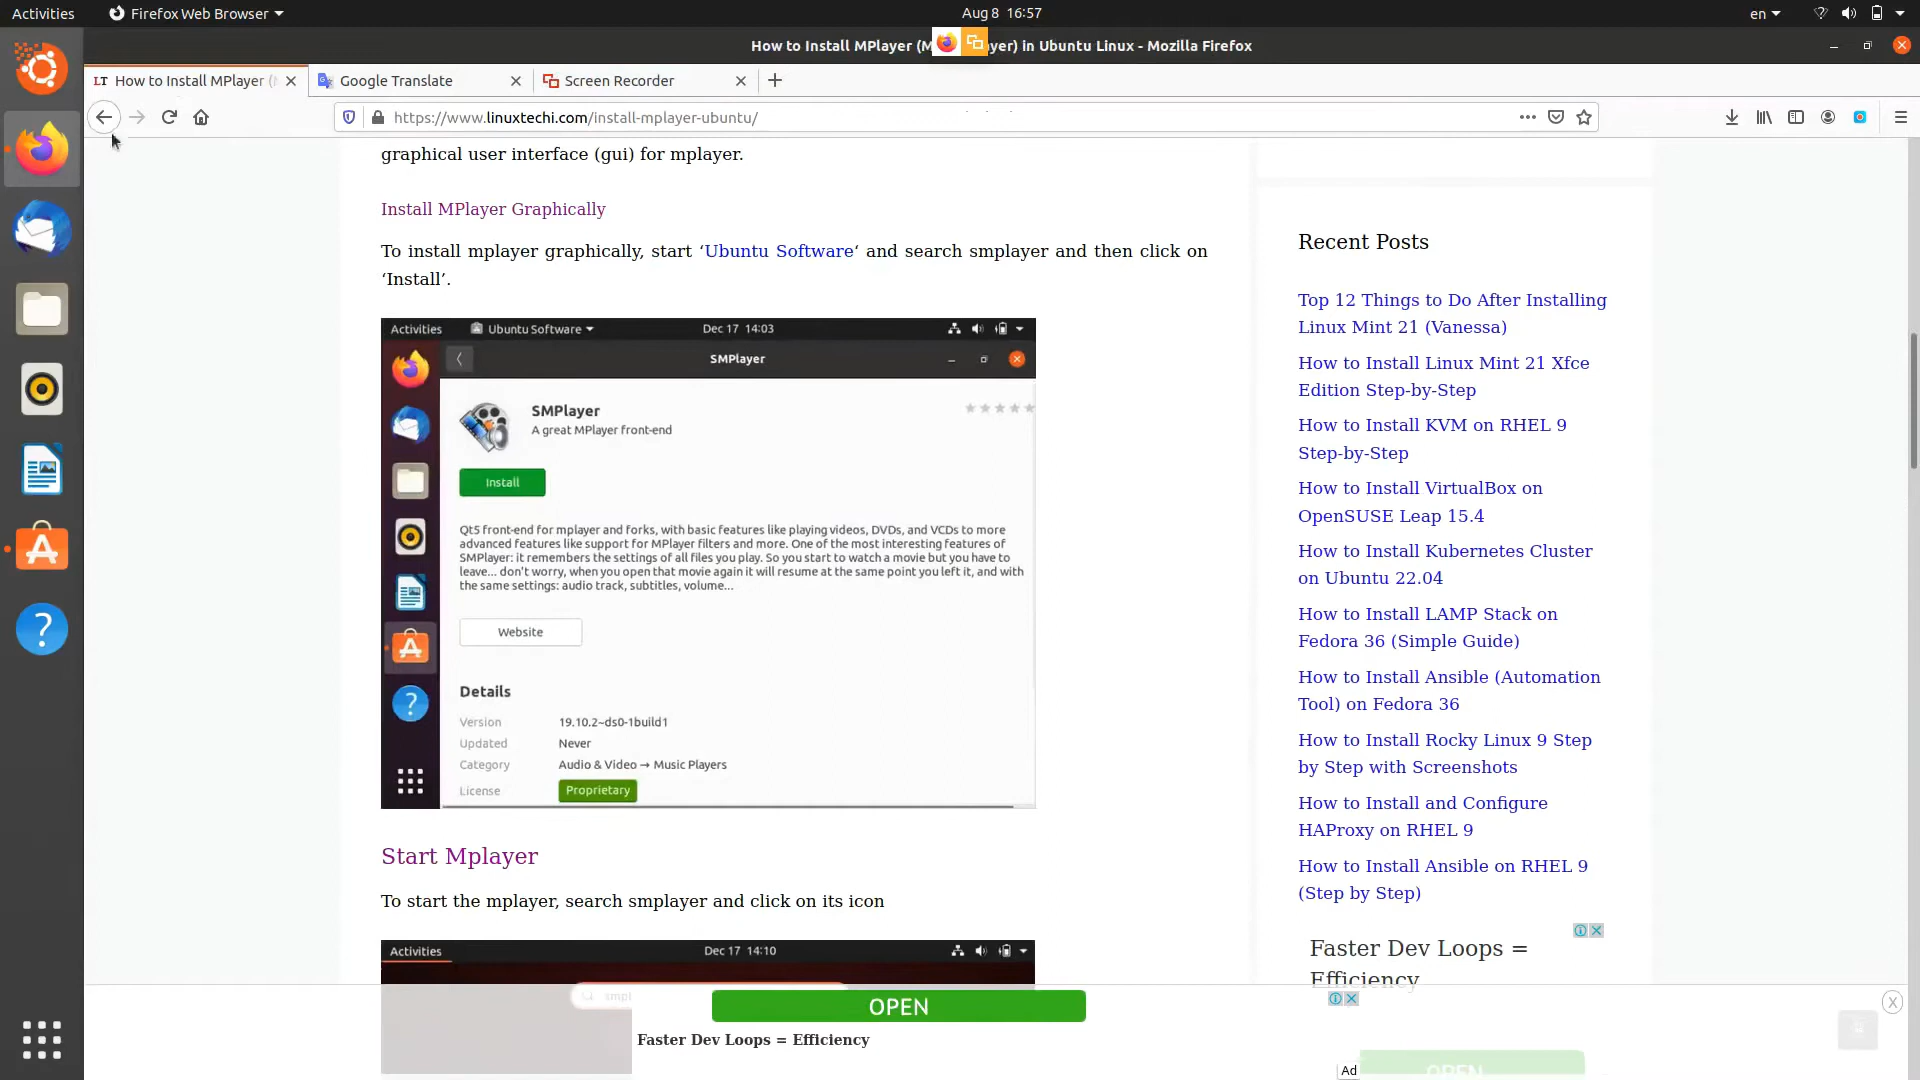 Activities
Firefox Web Browser
Aug 8 16:57
en
How to Install MPlayer (M yer) in Ubuntu Linux - Mozilla Firefox
LT How to Install MPlayer (
Google Translate
Screen Recorder
https://www.linuxtechi.com/install-mplayer-ubuntu/
graphical user interface (gui) for mplayer.
Install MPlayer Graphically
To install mplayer graphically, start ‘Ubuntu Software‘ and search smplayer and then click on
‘Install’.
Activities
Ubuntu Software
Dec 17 14:03
SMPlayer
SMPlayer
A great MPlayer front-end
Install
Qt5 front-end for mplayer and forks, with basic features like playing videos, DVDs, and VCDs to more
advanced features like support for MPlayer filters and more. One of the most interesting features of
SMPlayer: it remembers the settings of all files you play. So you start to watch a movie but you have to
leave... don't worry, when you open that movie again it will resume at the same point you left it, and with
the same settings: audio track, subtitles, volume...
Website
Details
Version 19.10.2~ds0-1build1
Updated Never
Category Audio & Video → Music Players
License Proprietary
Start Mplayer
To start the mplayer, search smplayer and click on its icon
Activities
Dec 17 14:10
smpl
Recent Posts
Top 12 Things to Do After Installing
Linux Mint 21 (Vanessa)
How to Install Linux Mint 21 Xfce
Edition Step-by-Step
How to Install KVM on RHEL 9
Step-by-Step
How to Install VirtualBox on
OpenSUSE Leap 15.4
How to Install Kubernetes Cluster
on Ubuntu 22.04
How to Install LAMP Stack on
Fedora 36 (Simple Guide)
How to Install Ansible (Automation
Tool) on Fedora 36
How to Install Rocky Linux 9 Step
by Step with Screenshots
How to Install and Configure
HAProxy on RHEL 9
How to Install Ansible on RHEL 9
(Step by Step)
Faster Dev Loops =
Efficiency
OPEN
Faster Dev Loops = Efficiency
Ad
OPEN